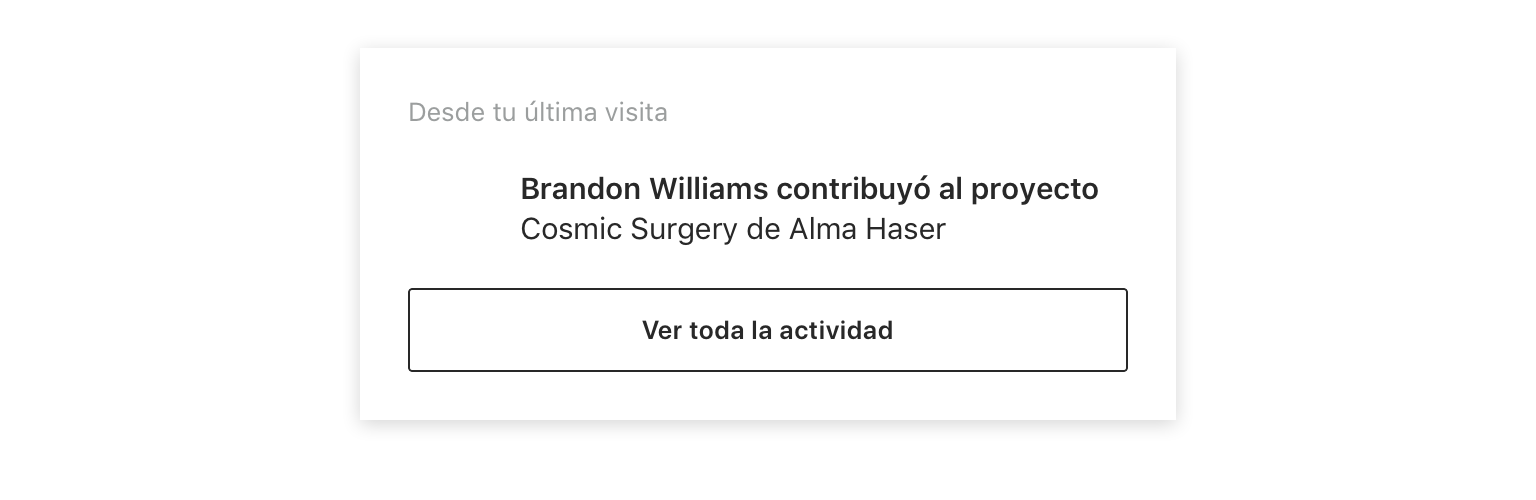 Desde tu última visita
Brandon Williams contribuyó al proyecto
Cosmic Surgery de Alma Haser
Ver toda la actividad